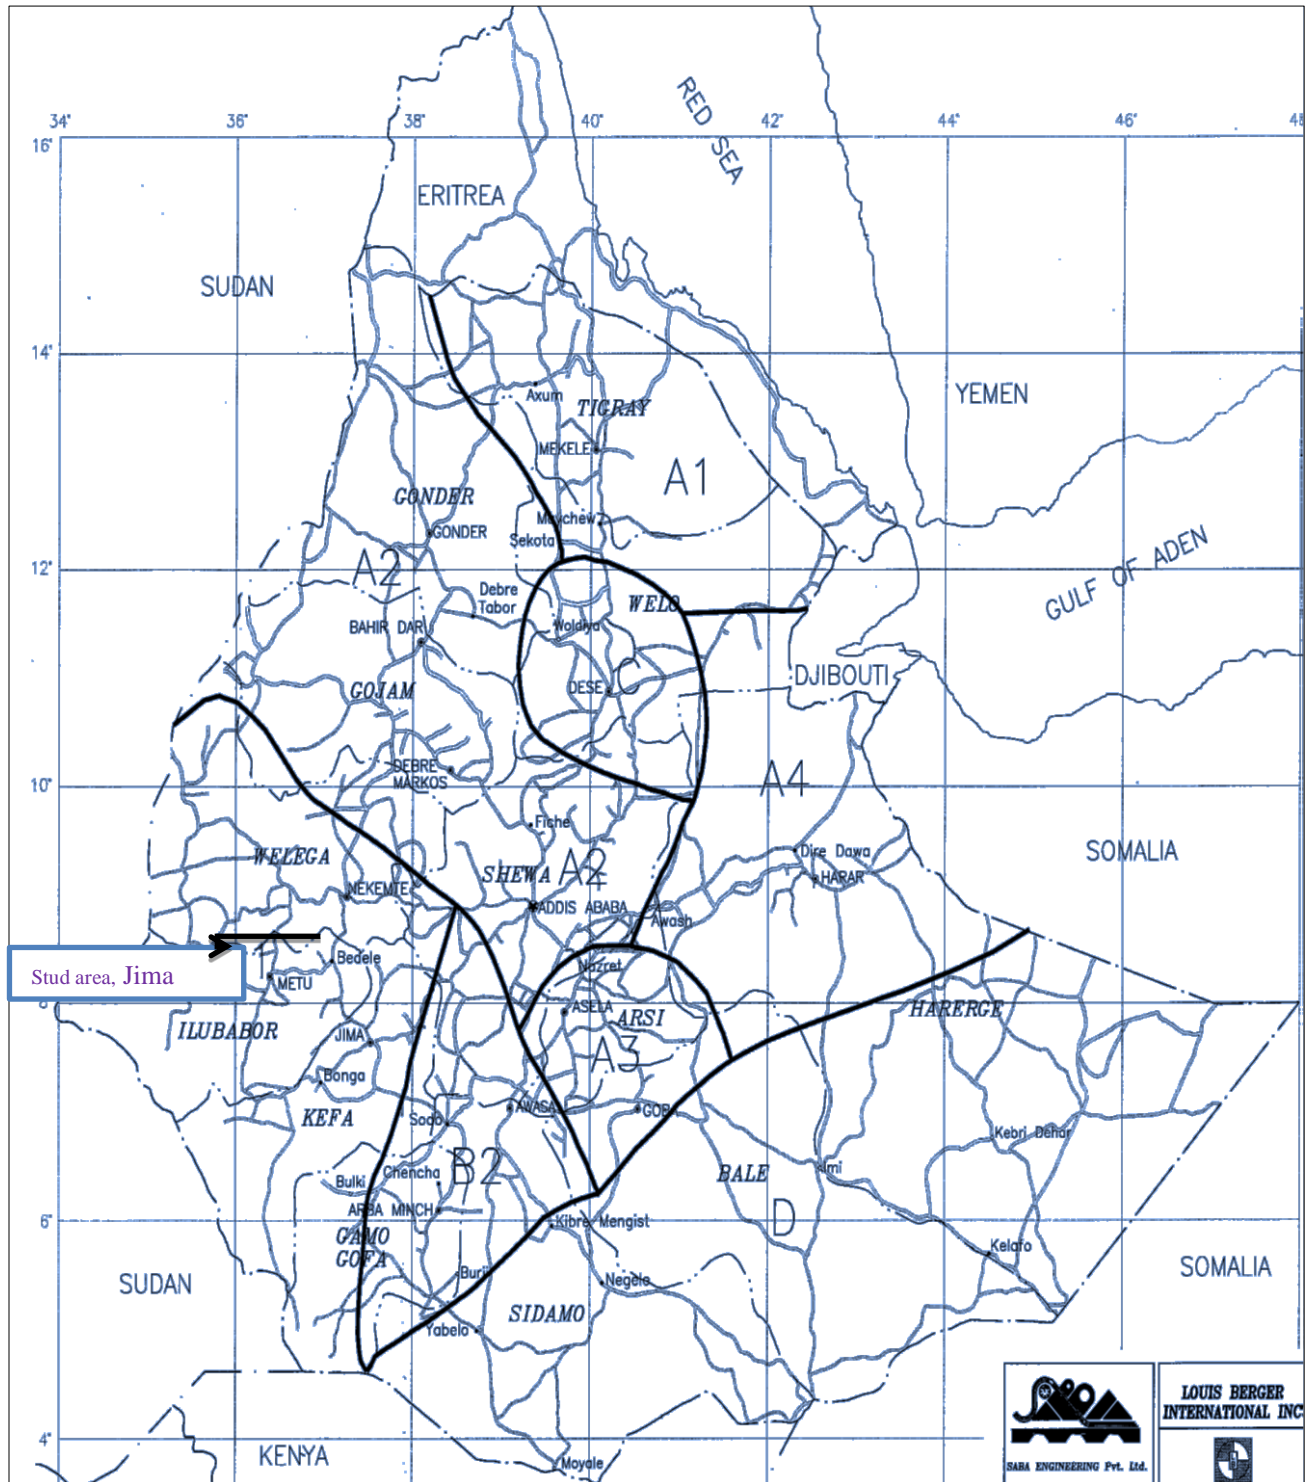 34°
36°
38°
40°
42°
44°
46°
48
16°
RED SEA
ERITREA
SUDAN
14°
YEMEN
Axum
TIGRAY
MEKELE
A1
GONDER
Maychew
GONDER
Sekota
12°
A2
GULF OF ADEN
Debre
Tabor
WELO
BAHIR DAR
Woldiya
DJIBOUTI
DESE
C
GOJAM
DEBRE
MARKOS
10°
A4
Fiche
WELEGA
SHEWA
A2
Dire Dawa
SOMALIA
HARAR
NEKEMTE
ADDIS ABABA
Awash
Bedele
Nazret
Stud area, Jima
METU
8°
ASELA
ARSI
HARERGE
ILUBABOR
JIMA
A3
Bonga
KEFA
AWASA
GOBA
Sodo
Kebri Dehar
Chencha
B2
Imi
BALE
Bulki
ARBA MINCH
D
6°
Kibre Mengist
GAMO
GOFA
Kelafo
SUDAN
Burji
Negele
SOMALIA
SIDAMO
Yabelo
4°
KENYA
Moyale
SABA ENGINEERING Pvt. Ltd.
LOUIS BERGER
INTERNATIONAL INC